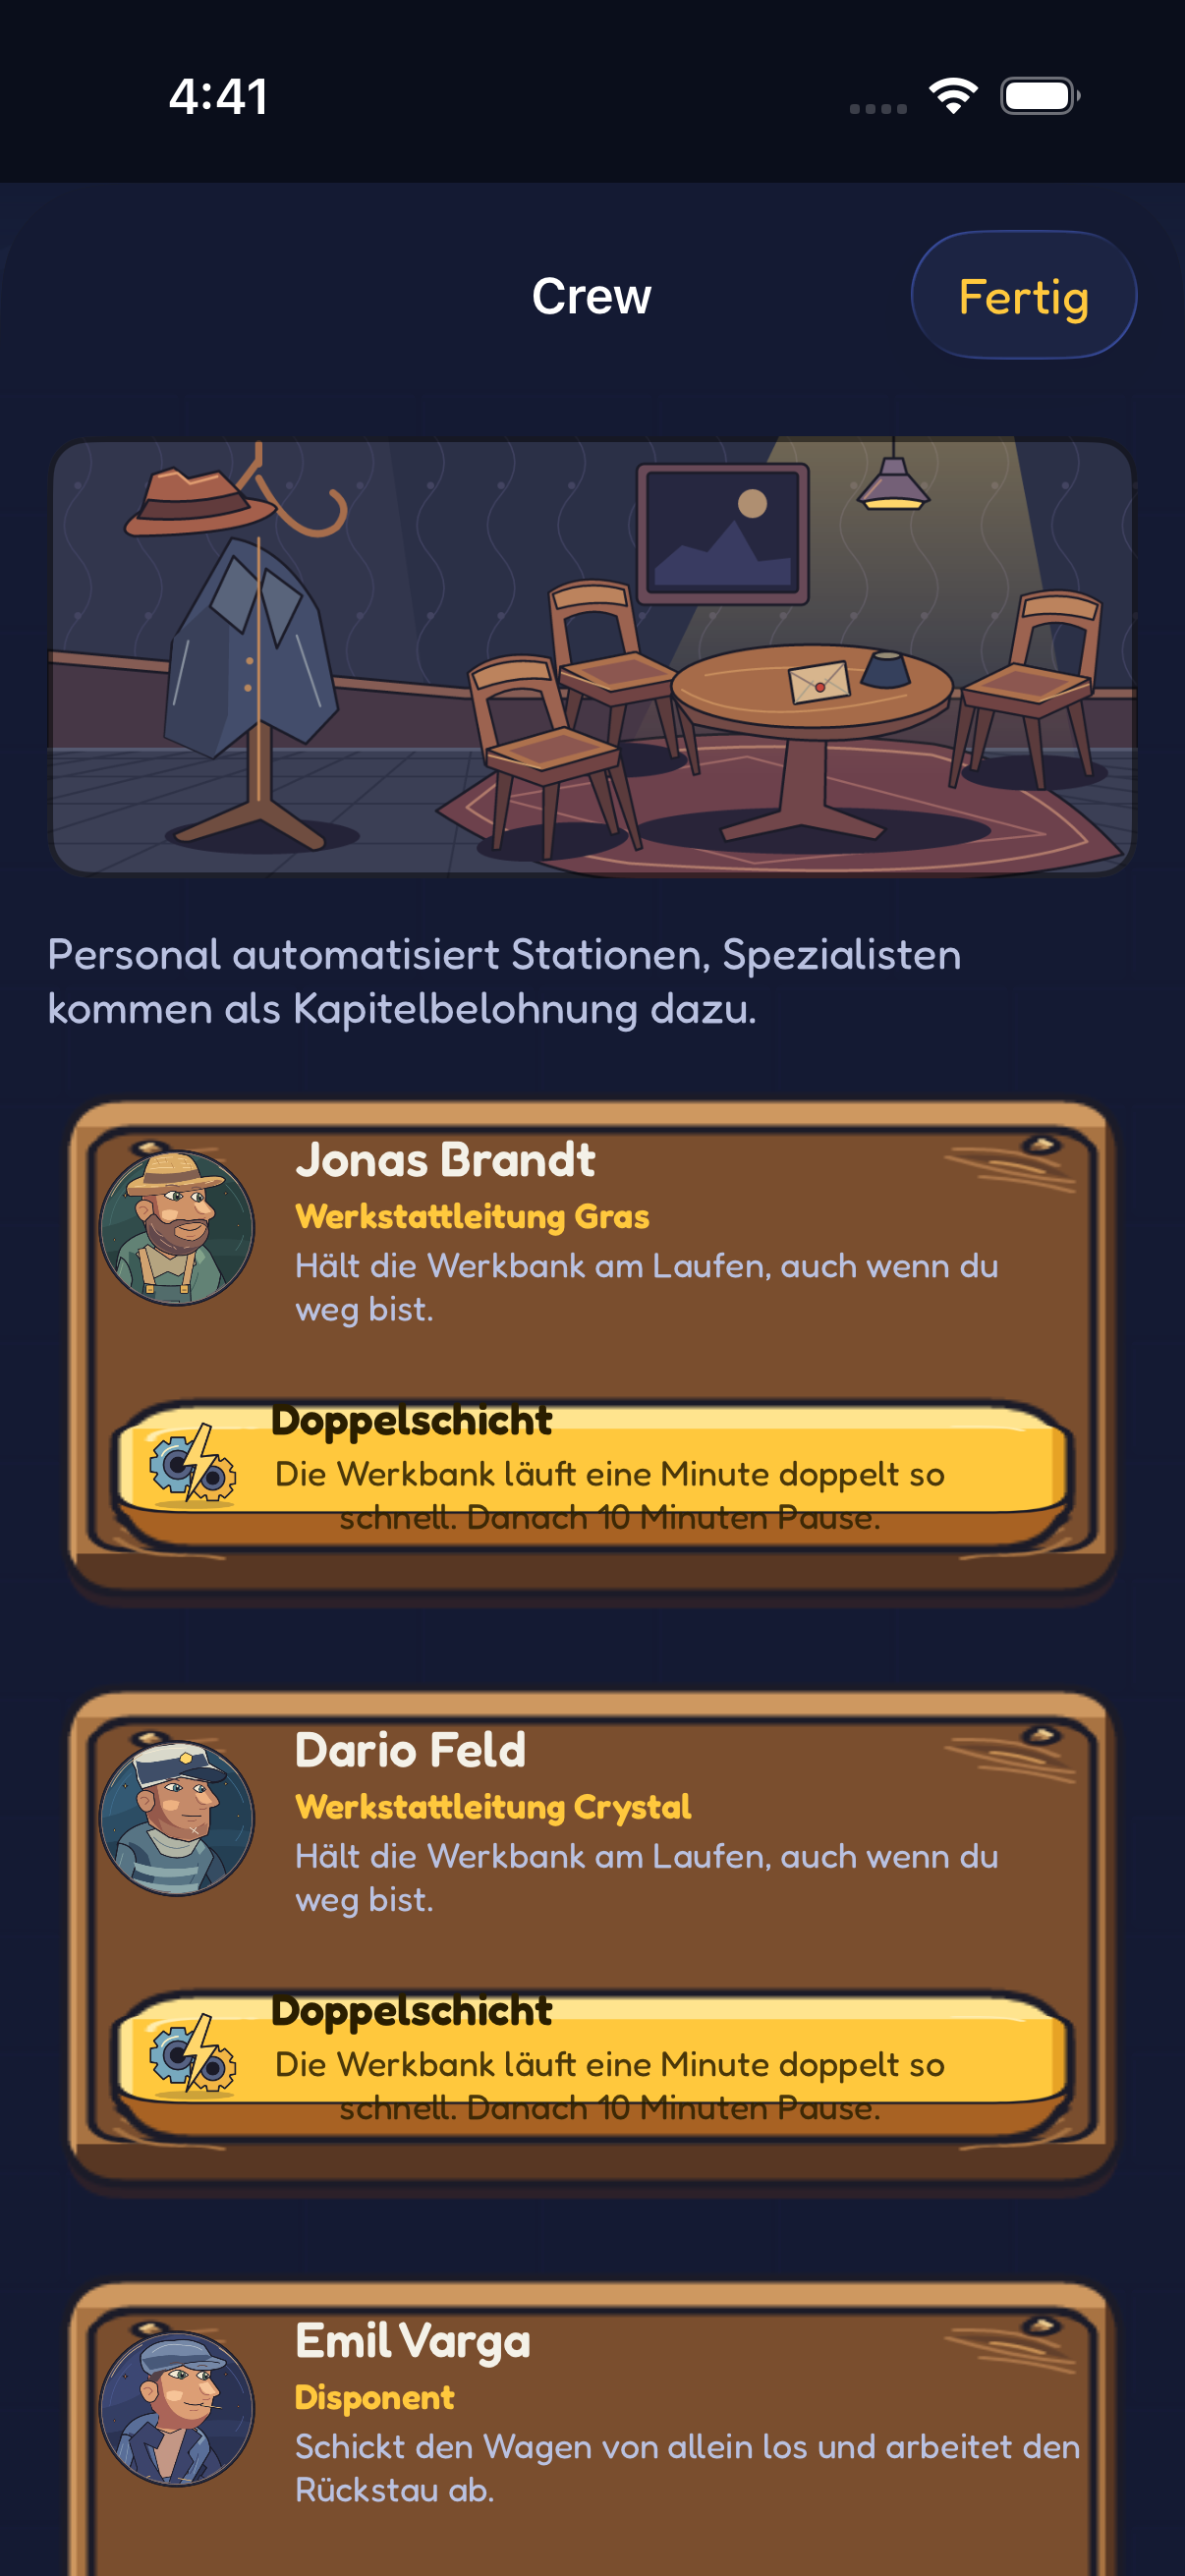 4:41
Crew
Fertig
Personal automatisiert Stationen, Spezialisten
kommen als Kapitelbelohnung dazu.
Jonas Brandt
Werkstattleitung Gras
Hält die Werkbank am Laufen, auch wenn du
weg bist.
Doppelschicht
Die Werkbank läuft eine Minute doppelt so
schnell. Danach 10 Minuten Pause.
Dario Feld
Werkstattleitung Crystal
Hält die Werkbank am Laufen, auch wenn du
weg bist.
Doppelschicht
Die Werkbank läuft eine Minute doppelt so
schnell. Danach 10 Minuten Pause.
Emil Varga
Disponent
Schickt den Wagen von allein los und arbeitet den
Rückstau ab.